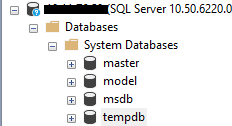 (SQL Server 10.50.6220.0
Databases
System Databases
master
model
msdb
tempdb